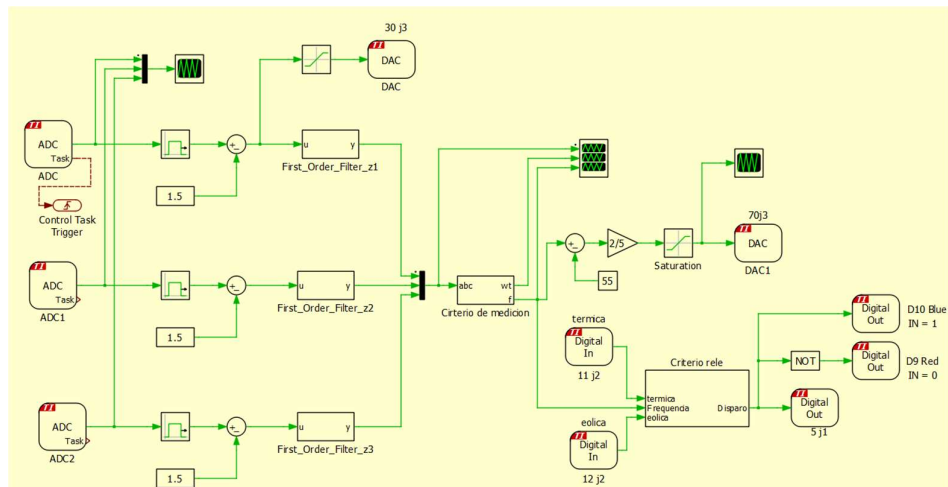 30 j3
DAC
DAC
ADC
Task
ADC
u
y
First_Order_Filter_z1
1.5
Control Task
Trigger
70j3
2/5
DAC
Saturation
DAC1
55
ADC
Task
ADC1
u
y
First_Order_Filter_z2
abc
wt
f
Cirterio de medicion
1.5
termica
Digital
In
11 j2
Criterio rele
termica
Frequencia
eolica
Disparo
Digital
Out
D10 Blue
IN = 1
NOT
Digital
Out
D9 Red
IN = 0
Digital
Out
5 j1
eolica
Digital
In
12 j2
ADC
Task
ADC2
u
y
First_Order_Filter_z3
1.5